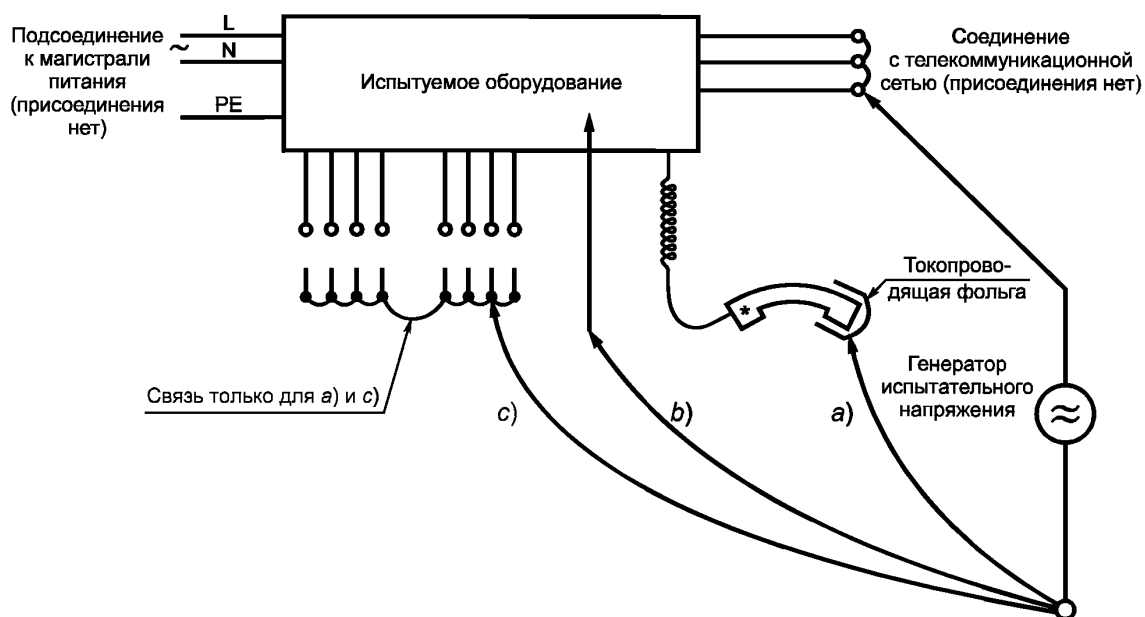 Подсоединение
к магистрали
питания
(присоединения
нет)
L
~
N
PE
Испытуемое оборудование
Соединение
с телекоммуникационной
сетью (присоединения нет)
Токопрово-
дящая фольга
*
Генератор
испытательного
напряжения
≈
Связь только для a) и c)
c)
b)
a)